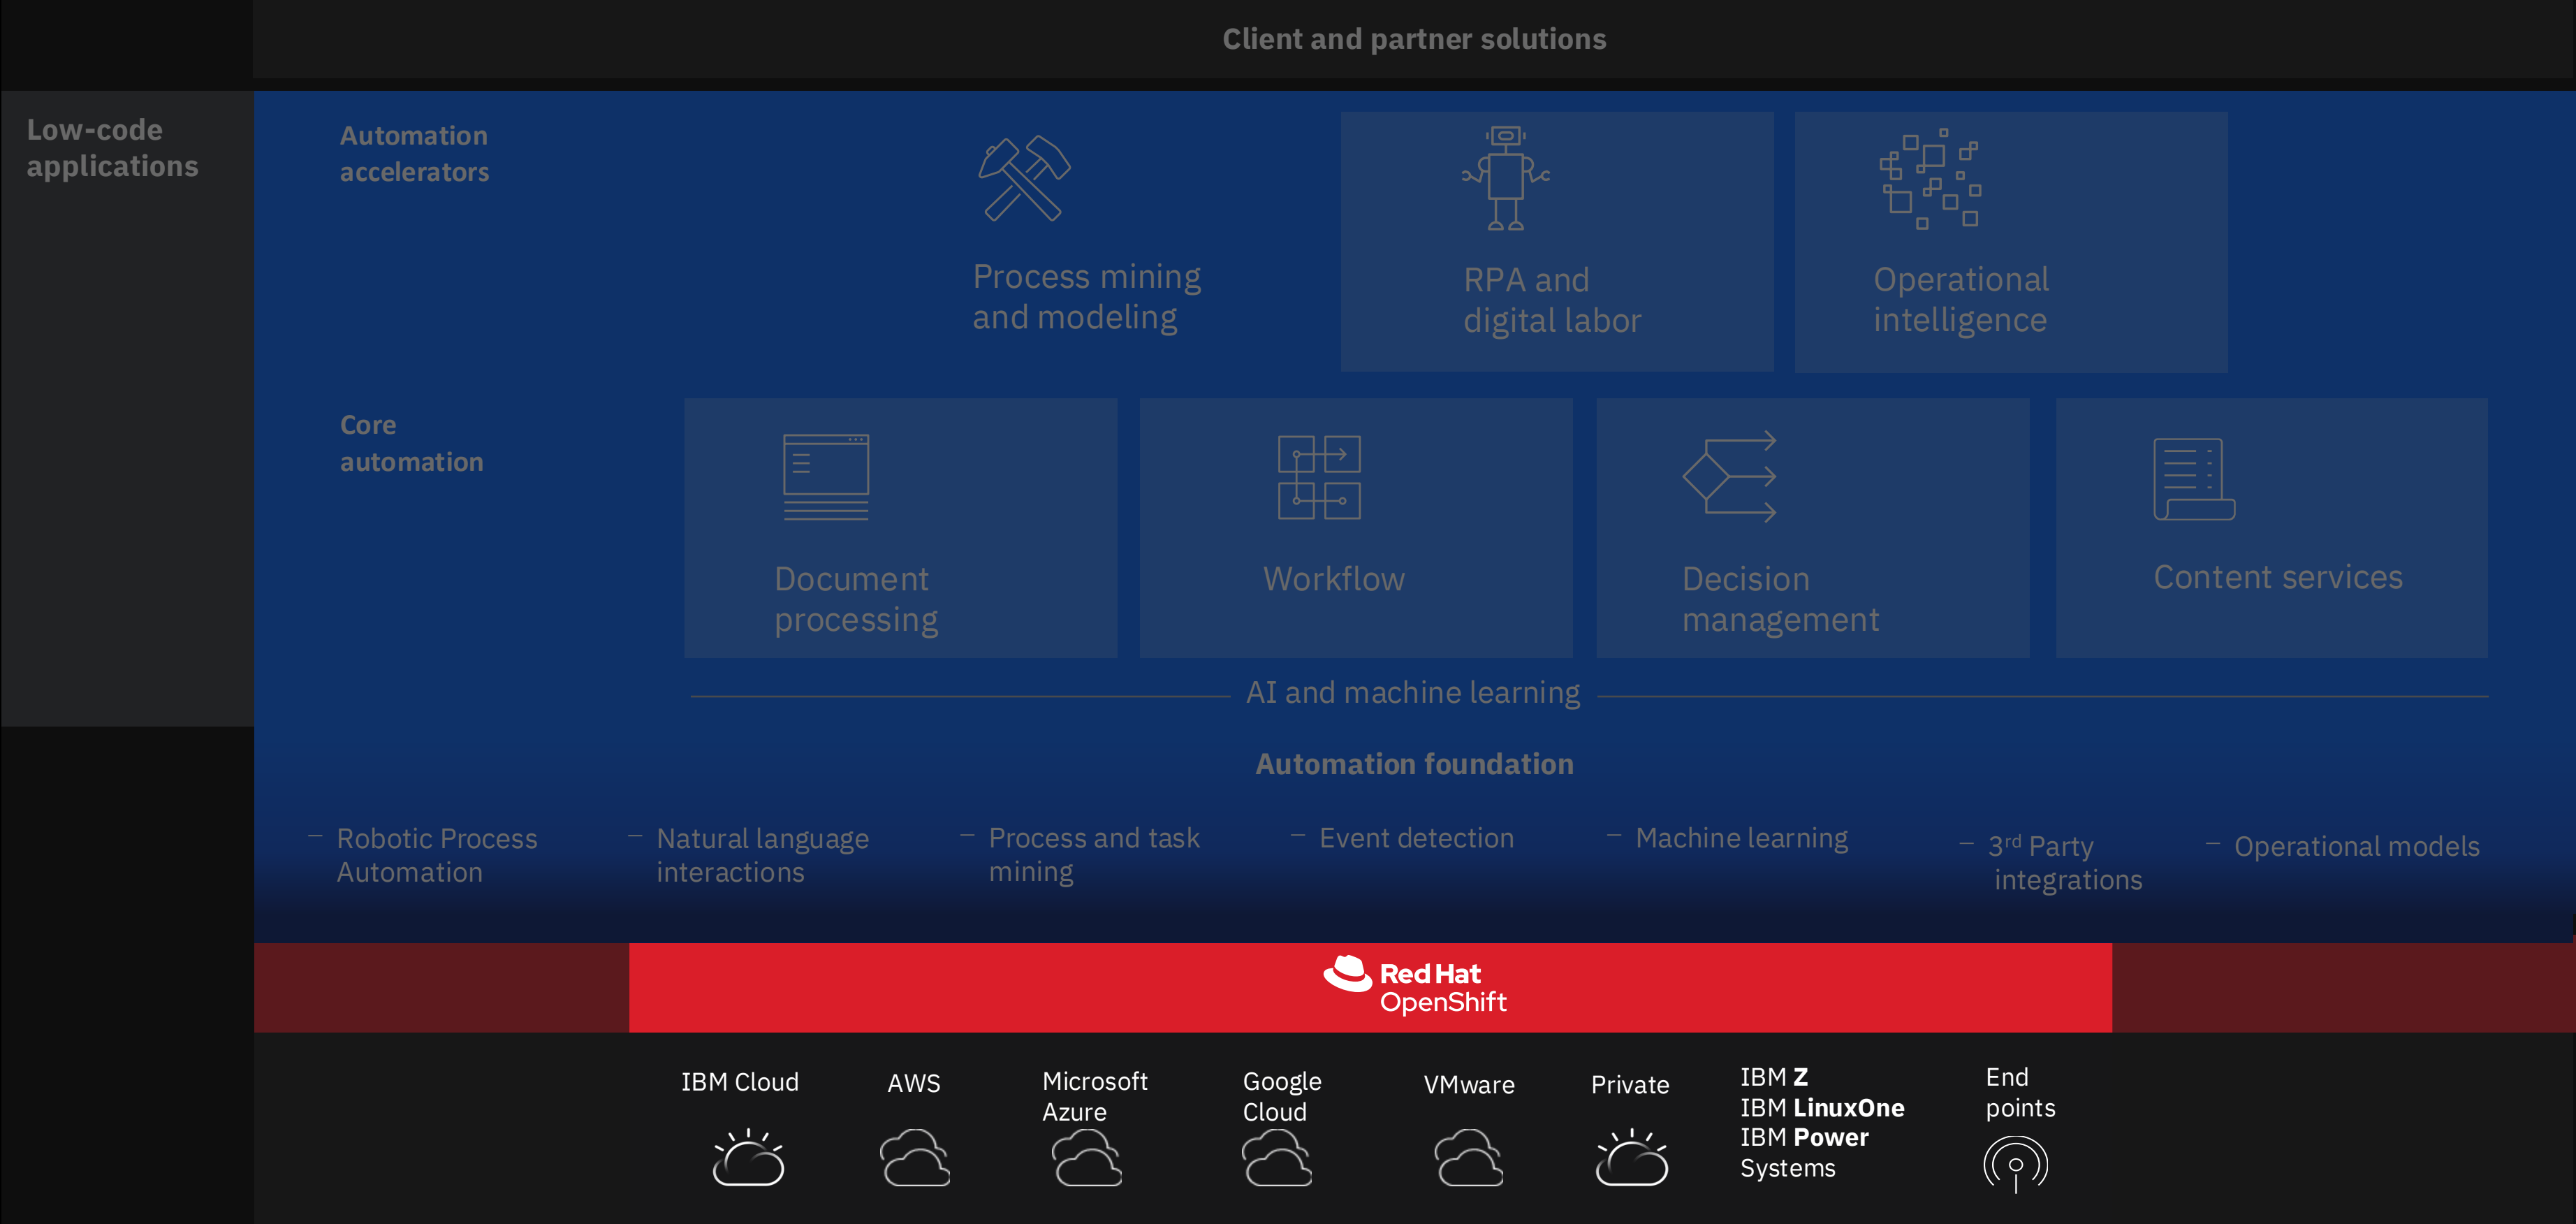 Client and partner solutions
Low-code
applications
Automation
accelerators
Process mining
and modeling
RPA and
digital labor
Operational
intelligence
Core
automation
Document
processing
Workflow
Decision
management
Content services
AI and machine learning
Automation foundation
– Robotic Process
Automation
– Natural language
interactions
– Process and task
mining
– Event detection
– Machine learning
– 3rd Party
integrations
– Operational models
Red Hat
OpenShift
IBM Cloud
AWS
Microsoft
Azure
Google
Cloud
VMware
Private
IBM Z
IBM LinuxOne
IBM Power
Systems
End
points